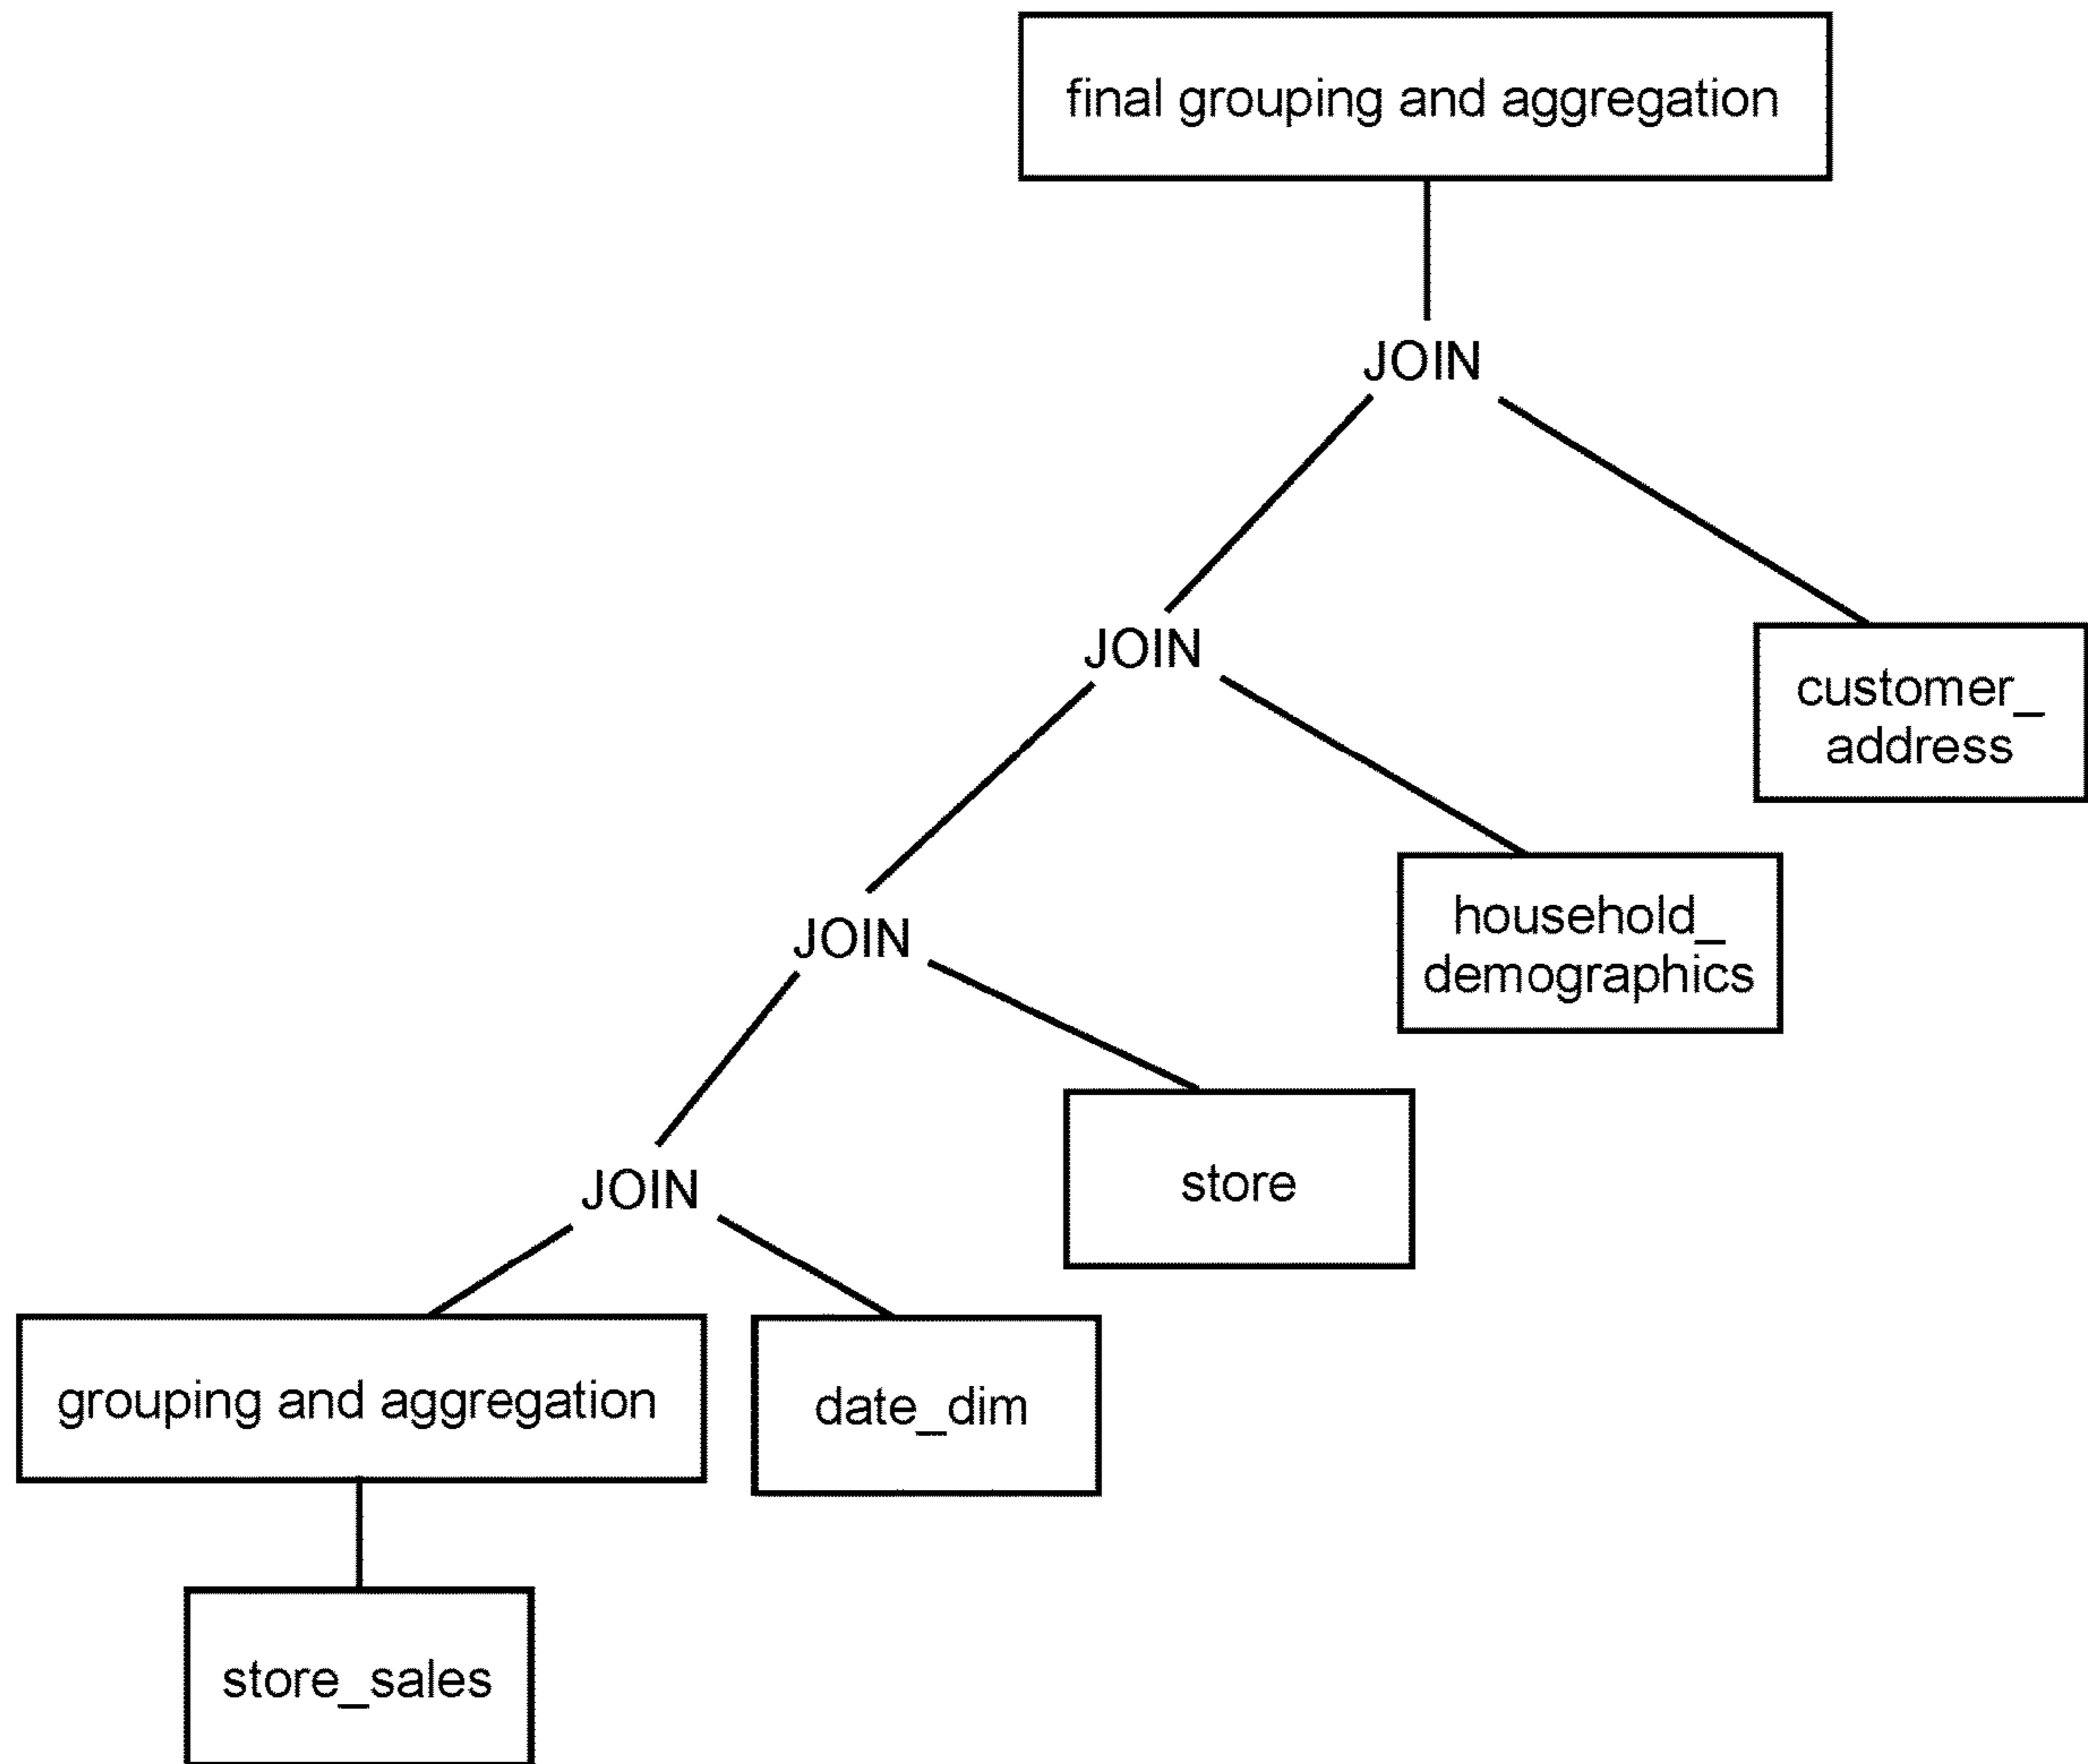 final grouping and aggregation
JOIN
JOIN
customer_
address
household_
demographics
JOIN
store
JOIN
grouping and aggregation
date_dim
store_sales